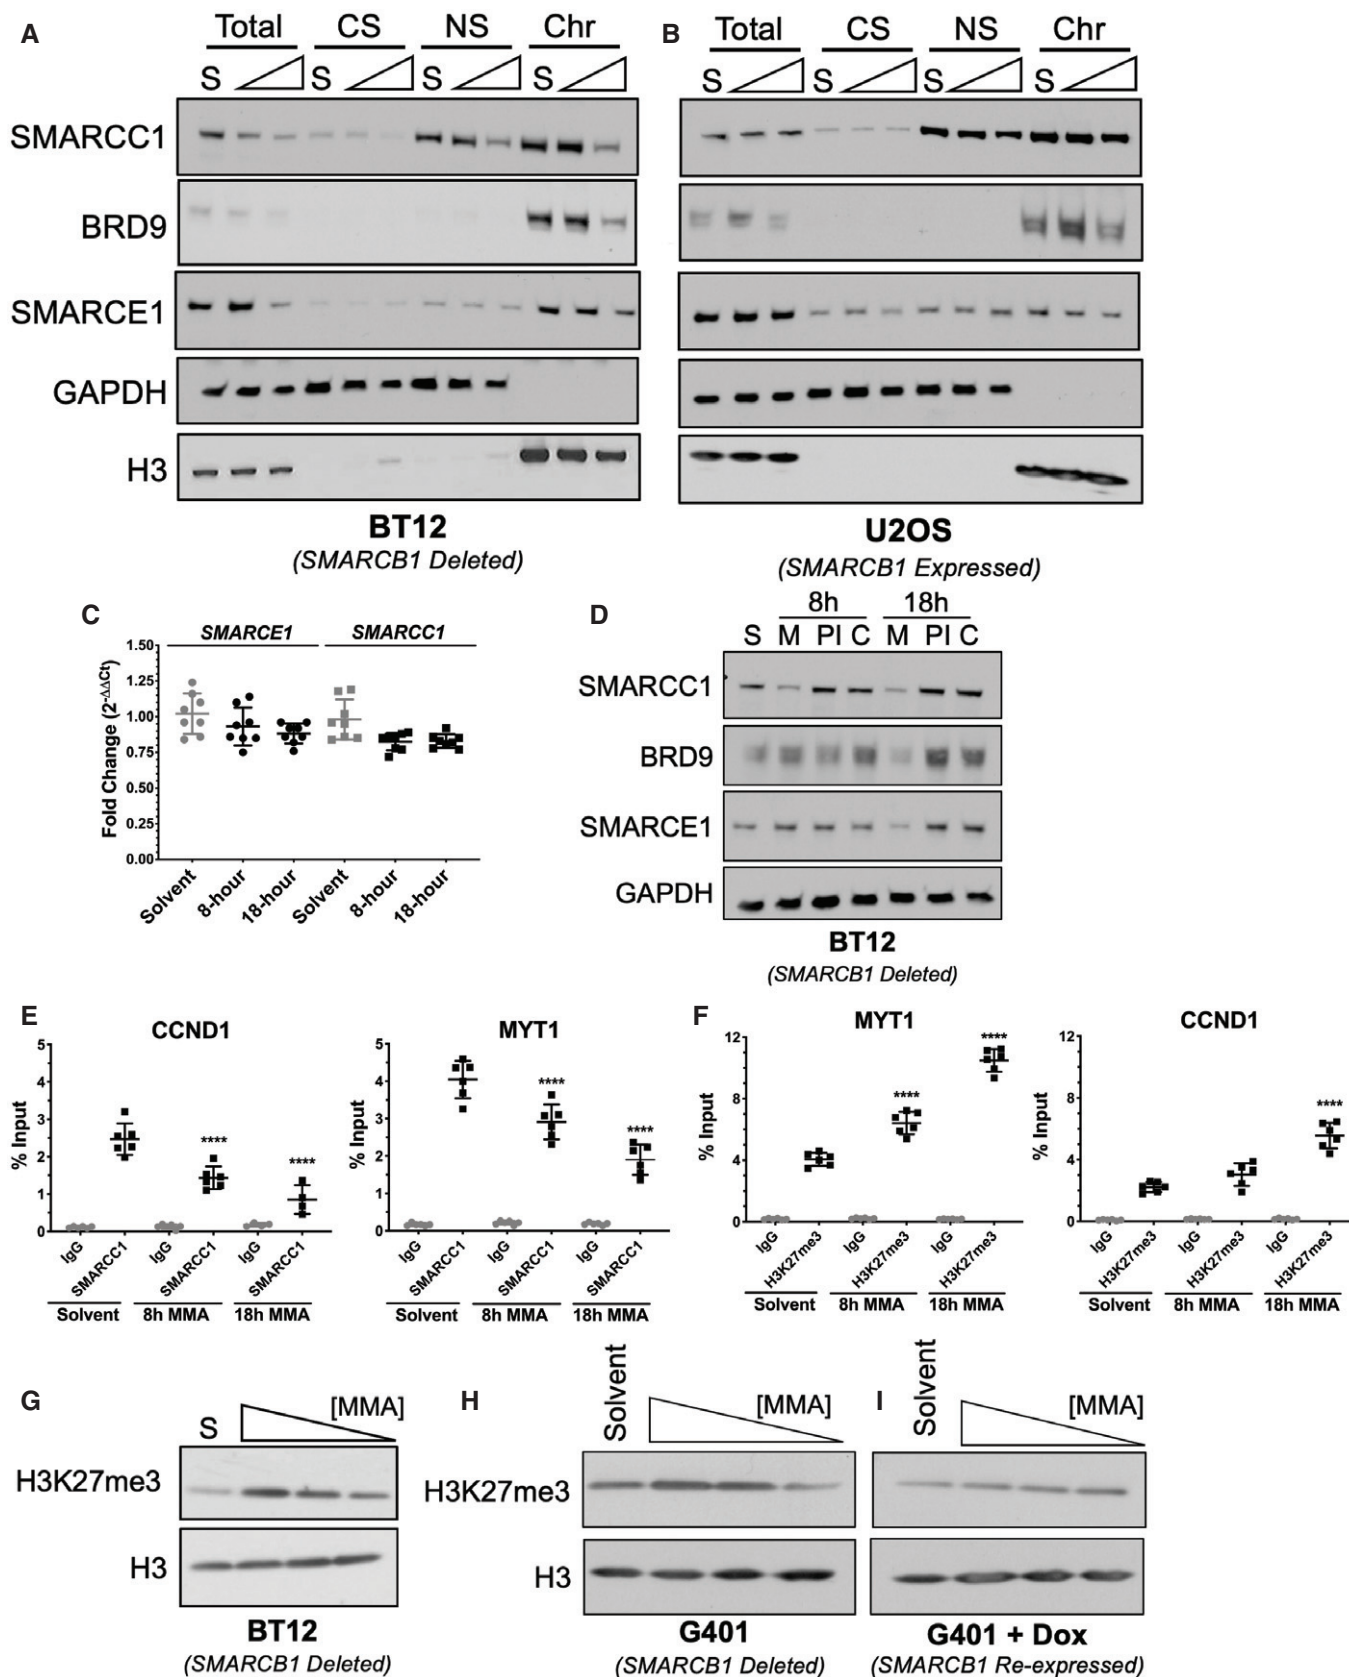 A
Total CS NS Chr
S S S S
SMARCC1
BRD9
SMARCE1
GAPDH
H3
BT12
(SMARCB1 Deleted)
B
Total CS NS Chr
S S S S
U2OS
(SMARCB1 Expressed)
C
SMARCE1 SMARCC1
Fold Change (2-ΔΔCt)
1.50
1.25
1.00
0.75
0.50
0.25
0.00
Solvent 8-hour 18-hour Solvent 8-hour 18-hour
D
8h 18h
S M PI C M PI C
SMARCC1
BRD9
SMARCE1
GAPDH
BT12
(SMARCB1 Deleted)
E
CCND1
% Input
5
4
3
2
1
0
**** ****
IgG SMARCC1 IgG SMARCC1 IgG SMARCC1
Solvent 8h MMA 18h MMA
MYT1
% Input
5
4
3
2
1
0
**** ****
IgG SMARCC1 IgG SMARCC1 IgG SMARCC1
Solvent 8h MMA 18h MMA
F
MYT1
% Input
12
8
4
0
**** ****
IgG H3K27me3 IgG H3K27me3 IgG H3K27me3
Solvent 8h MMA 18h MMA
CCND1
% Input
12
8
4
0
****
IgG H3K27me3 IgG H3K27me3 IgG H3K27me3
Solvent 8h MMA 18h MMA
G
S [MMA]
H3K27me3
H3
BT12
(SMARCB1 Deleted)
H
Solvent [MMA]
H3K27me3
H3
G401
(SMARCB1 Deleted)
I
Solvent [MMA]
G401 + Dox
(SMARCB1 Re-expressed)